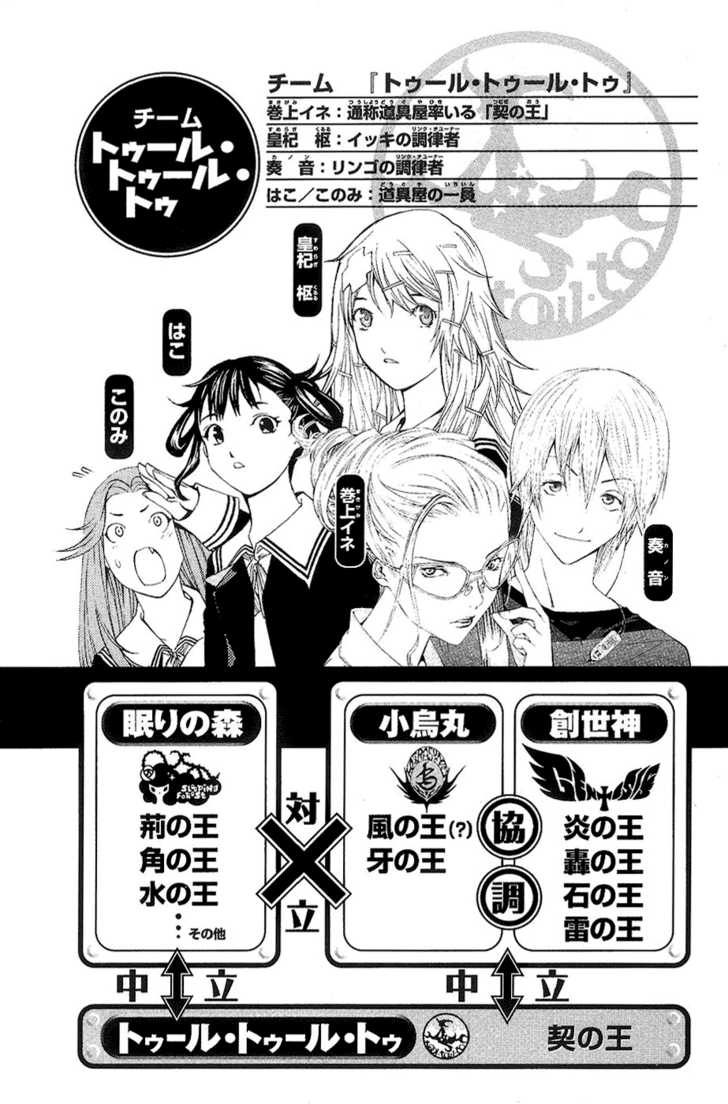 チーム
トゥール・
トゥール・
トゥ
チーム 『トゥール・トゥール・トゥ』
巻上イネ：通称道具屋率いる「契の王」
皇杞 枢：イッキの調律者
奏 音：リンゴの調律者
はこ／このみ：道具屋の一員
皇杞 枢
はこ
このみ
巻上イネ
奏 音
眠りの森
SLEEPING
FOREST
荊の王
角の王
水の王
⋮その他
対立
小烏丸
風の王(?)
牙の王
協調
創世神
GENESIS
炎の王
轟の王
石の王
雷の王
中立
中立
トゥール・トゥール・トゥ
契の王